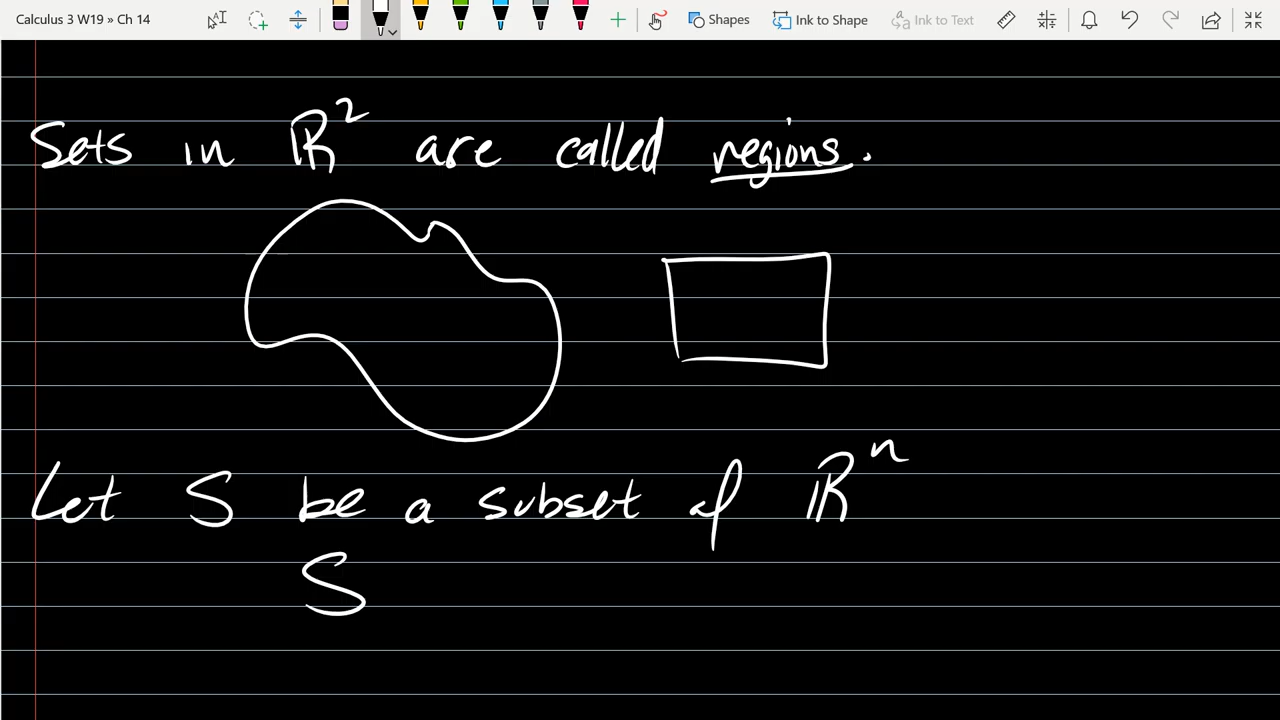 Calculus 3 W19 » Ch 14
Shapes
Ink to Shape
Ink to Text
Sets in ℝ² are called regions.
Let S be a subset of ℝⁿ
S